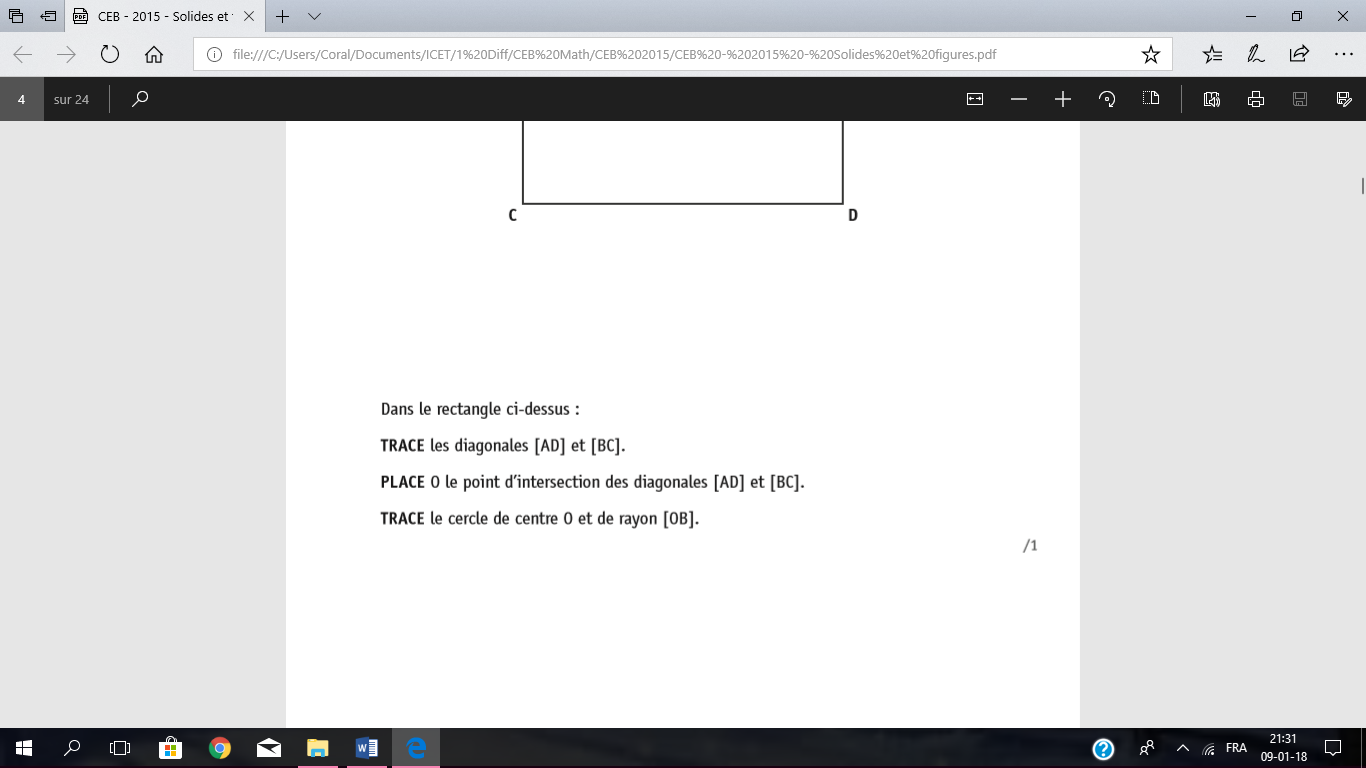 CEB - 2015 - Solides et
file:///C:/Users/Coral/Documents/ICET/1%20Diff/CEB%20Math/CEB%202015/CEB%20-%202015%20-%20Solides%20et%20figures.pdf
4 sur 24
C D
Dans le rectangle ci-dessus :
TRACE les diagonales [AD] et [BC].
PLACE O le point d’intersection des diagonales [AD] et [BC].
TRACE le cercle de centre O et de rayon [OB].
/1
FRA
21:31
09-01-18